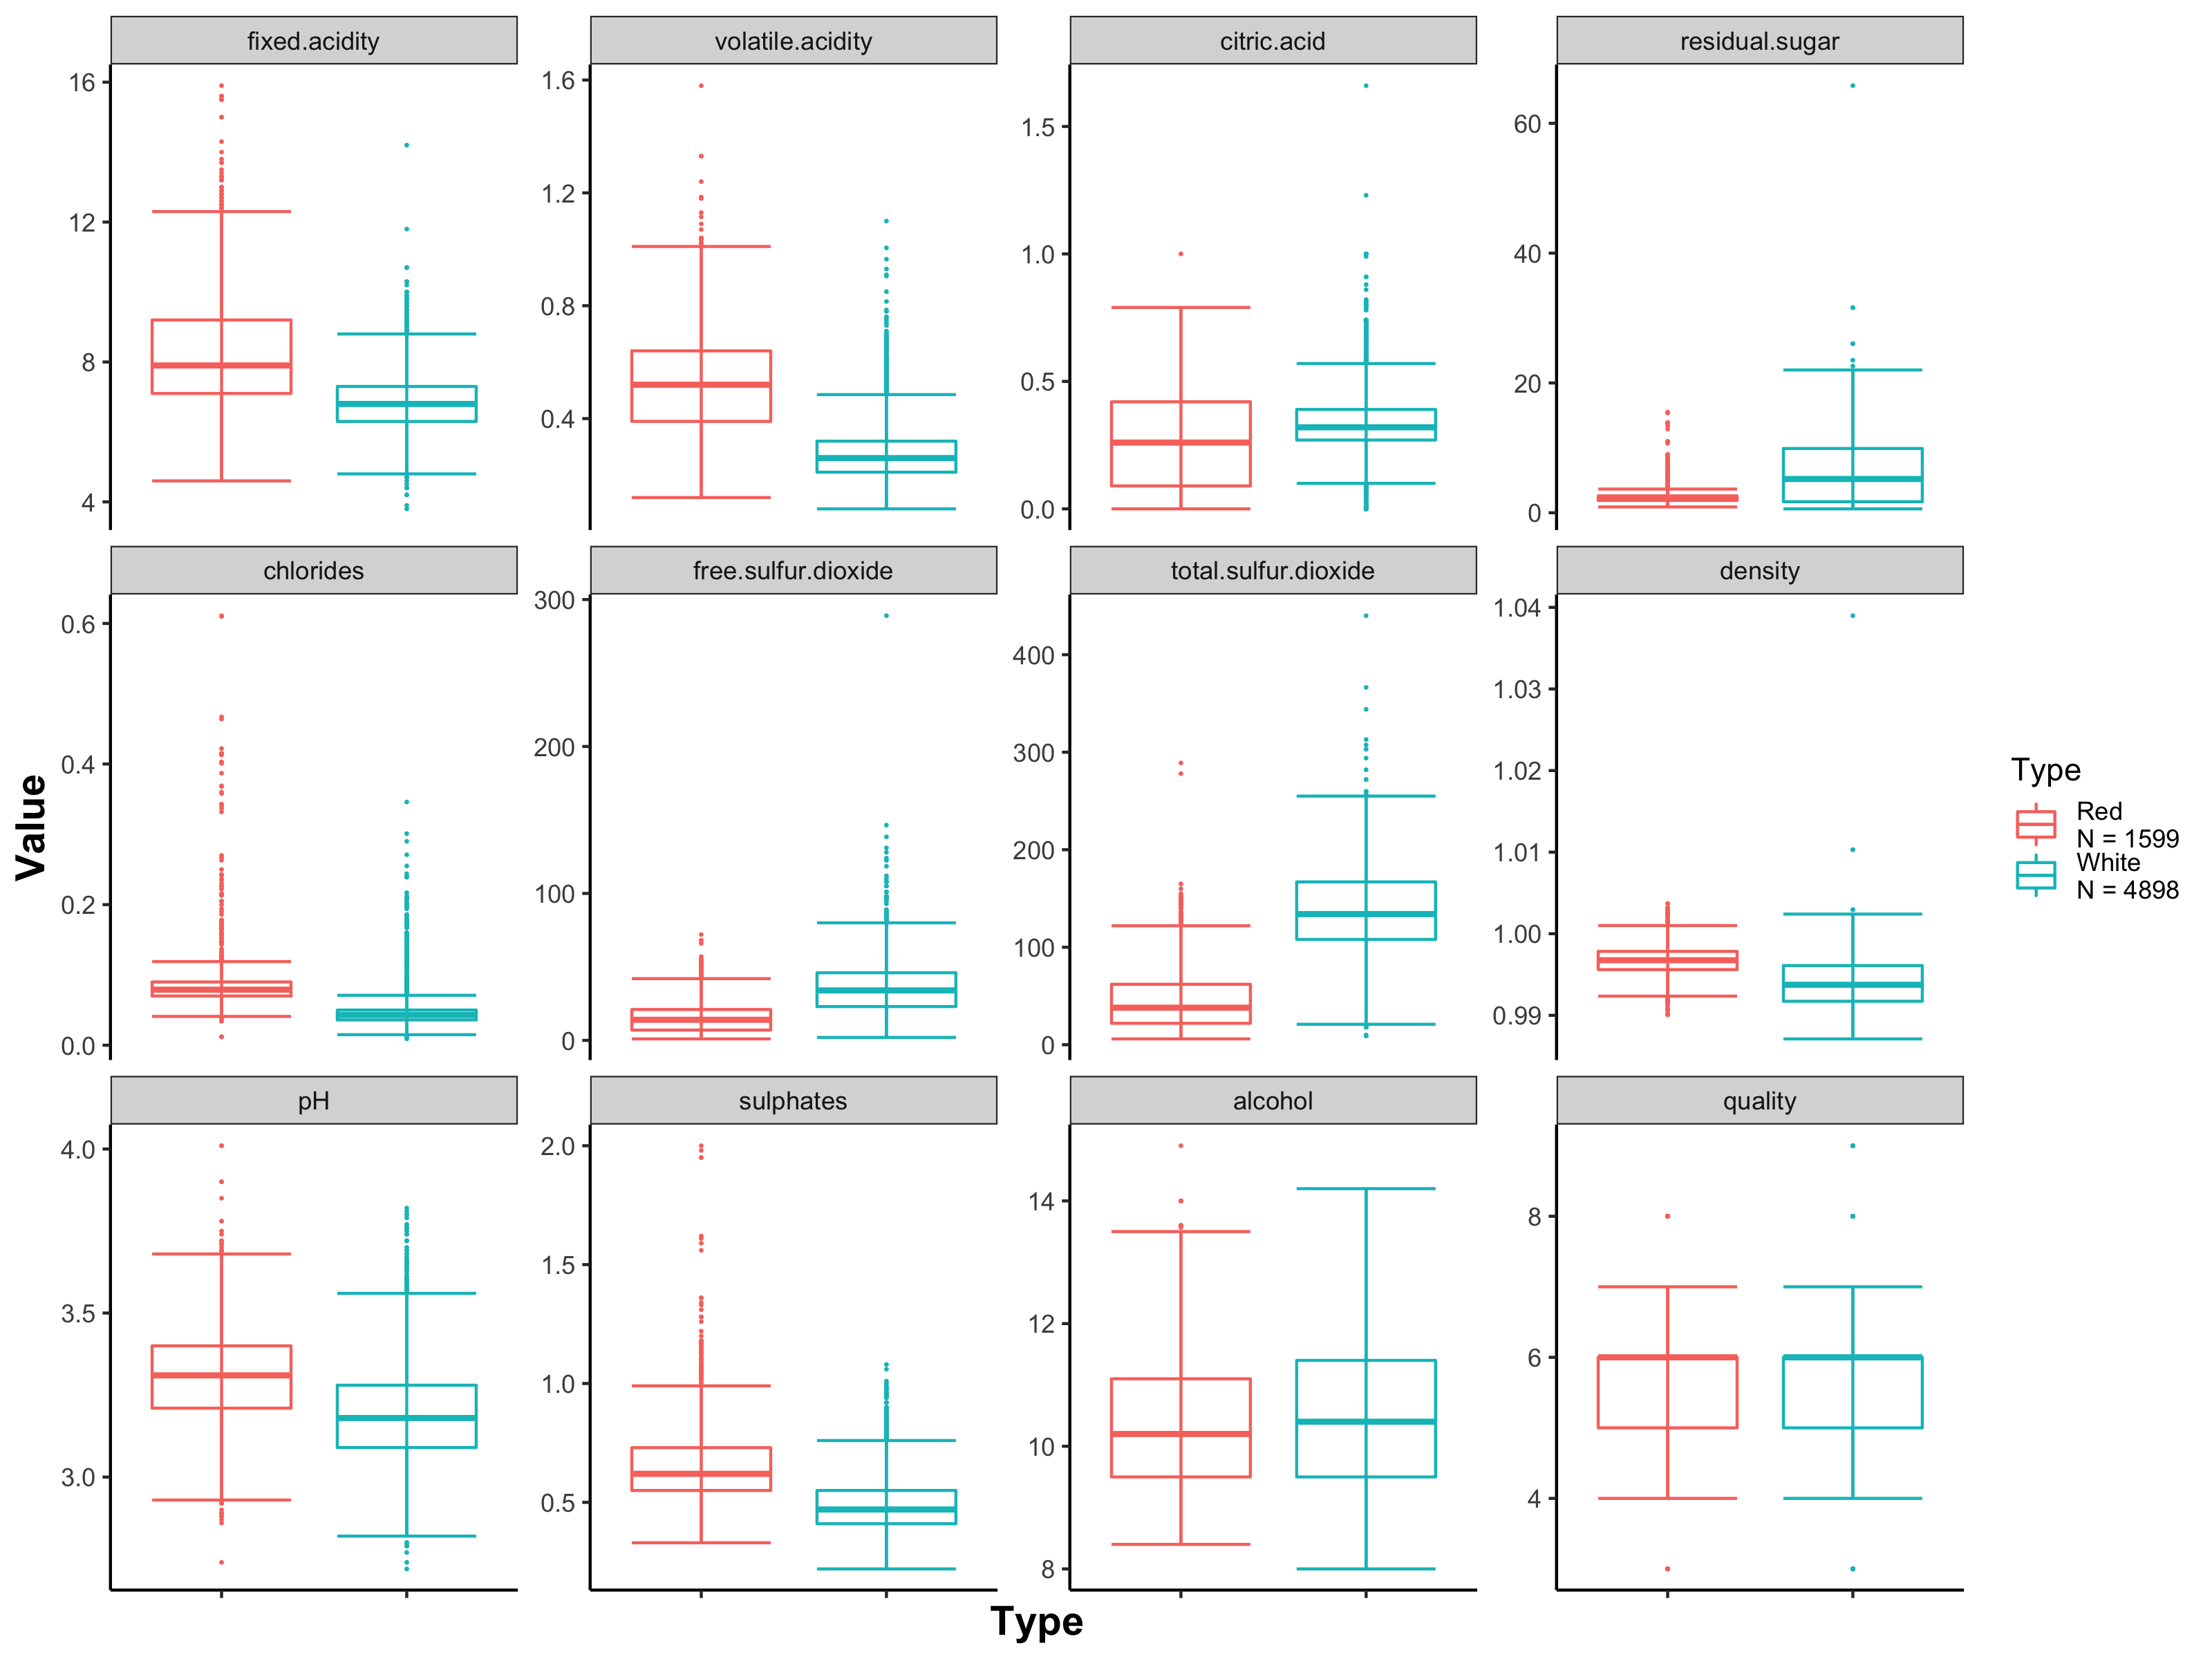 fixed.acidity
volatile.acidity
citric.acid
residual.sugar
16
12
8
4
1.6
1.2
0.8
0.4
1.5
1.0
0.5
0.0
60
40
20
0
chlorides
free.sulfur.dioxide
total.sulfur.dioxide
density
0.6
0.4
0.2
0.0
300
200
100
0
400
300
200
100
0
1.04
1.03
1.02
1.01
1.00
0.99
pH
sulphates
alcohol
quality
4.0
3.5
3.0
2.0
1.5
1.0
0.5
14
12
10
8
8
6
4
Value
Type
Type
Red
N = 1599
White
N = 4898